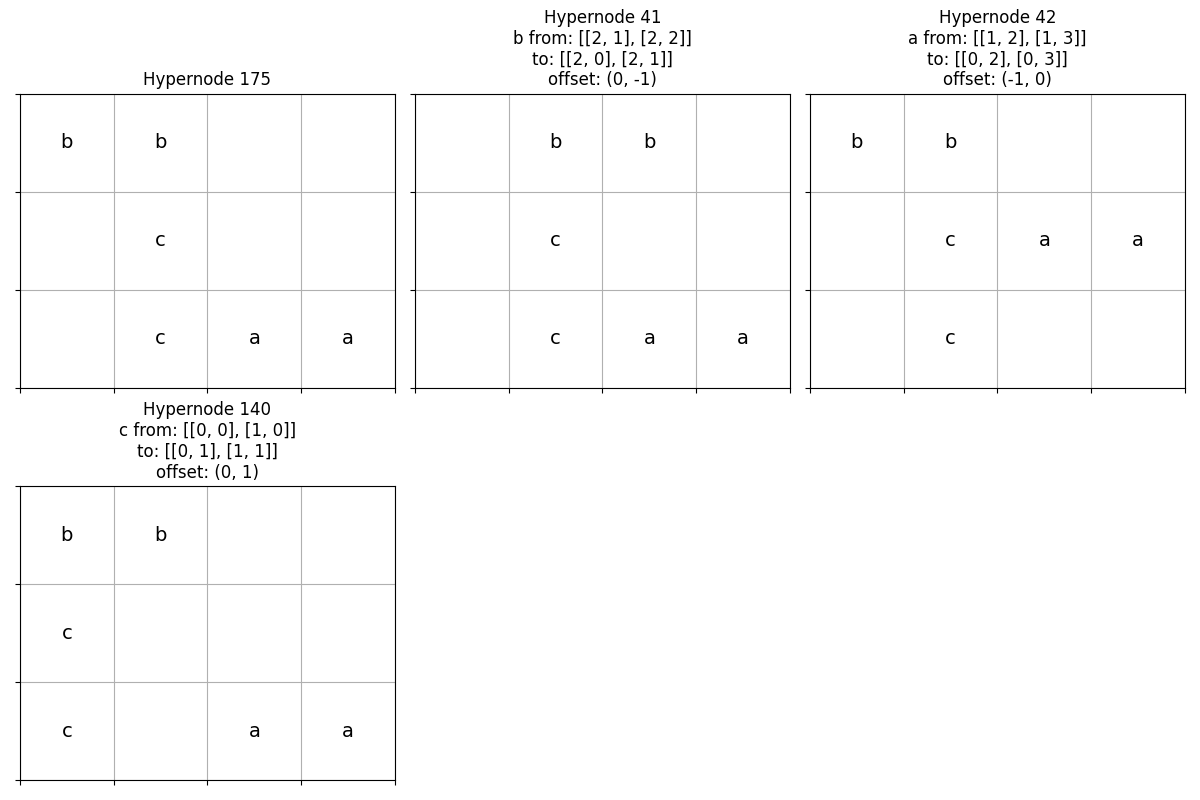 Hypernode 175
b b
c
c a a
Hypernode 41
b from: [[2, 1], [2, 2]]
to: [[2, 0], [2, 1]]
offset: (0, -1)
b b
c
c a a
Hypernode 42
a from: [[1, 2], [1, 3]]
to: [[0, 2], [0, 3]]
offset: (-1, 0)
b b
c a a
c
Hypernode 140
c from: [[0, 0], [1, 0]]
to: [[0, 1], [1, 1]]
offset: (0, 1)
b b
c
c a a